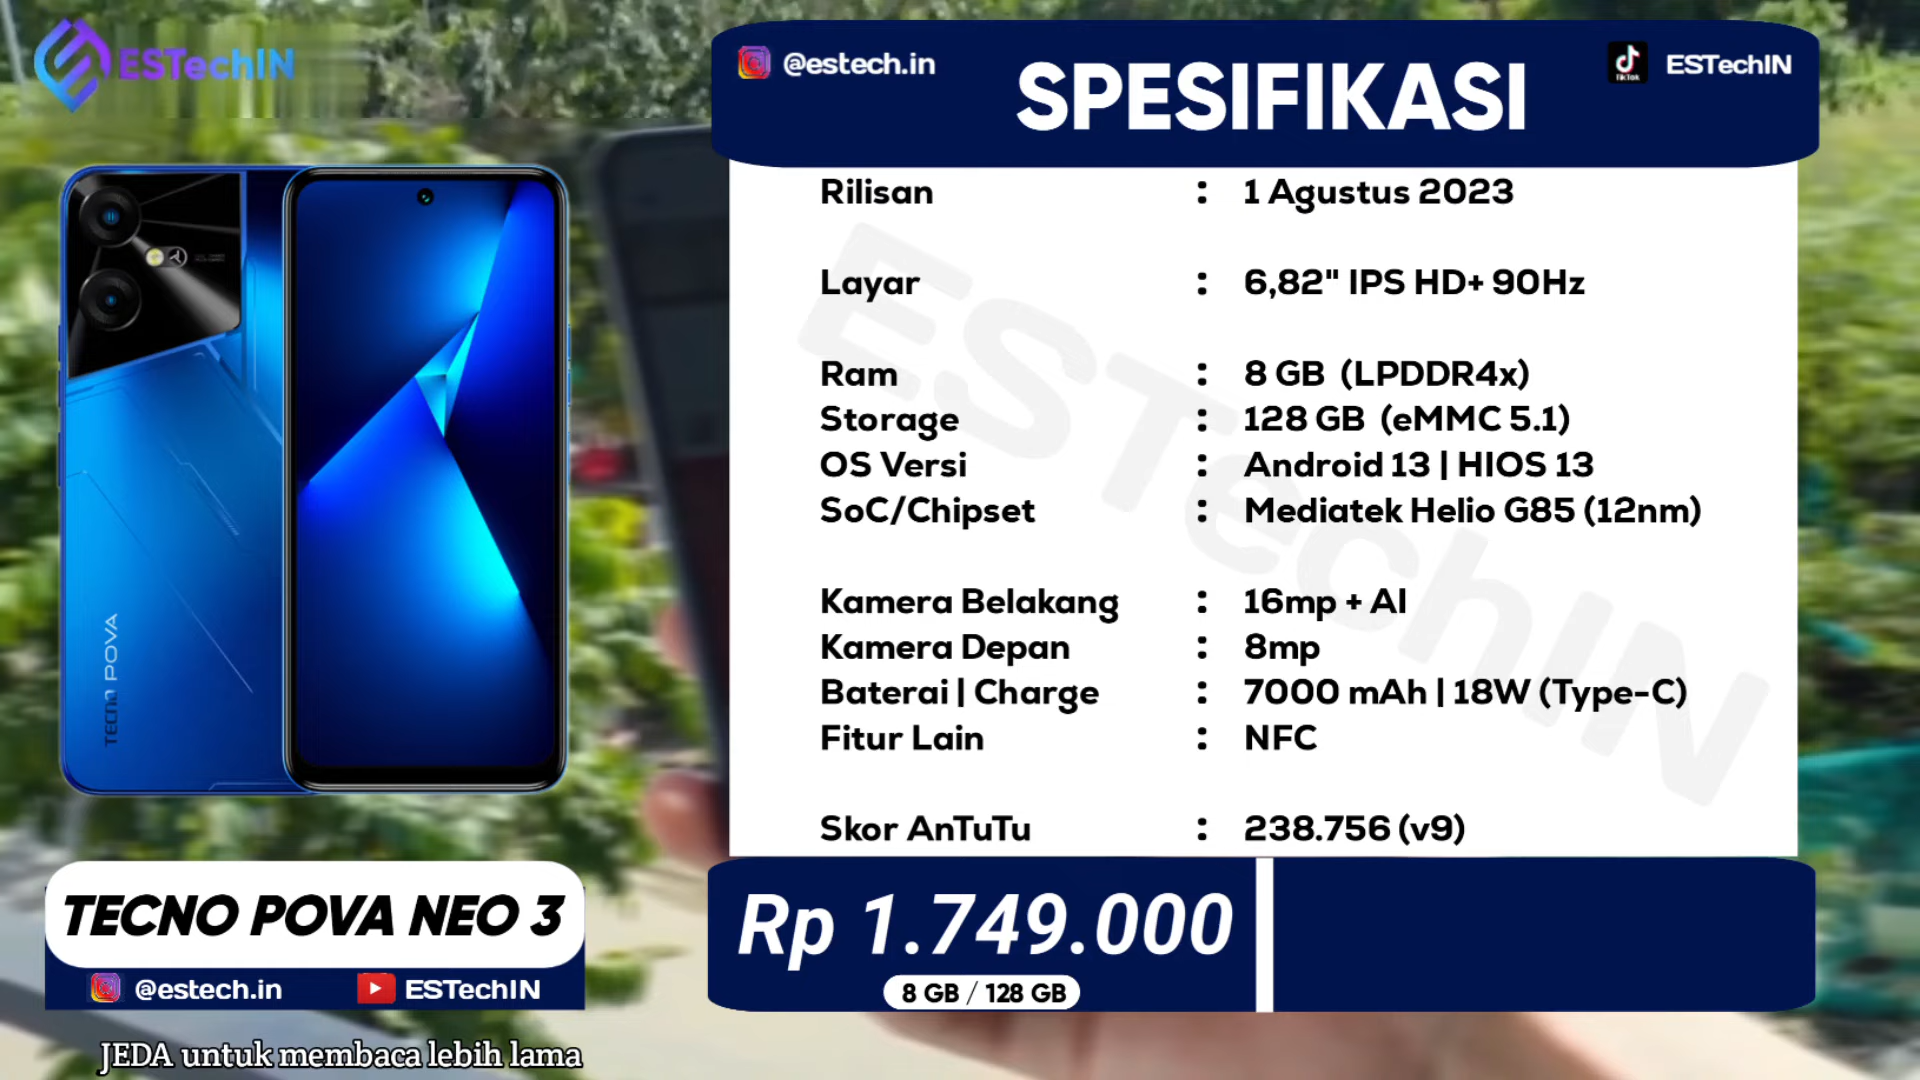 ESTechIN
@estech.in
SPESIFIKASI
TikTok
ESTechIN
Rilisan : 1 Agustus 2023
Layar : 6,82" IPS HD+ 90Hz
Ram : 8 GB (LPDDR4x)
Storage : 128 GB (eMMC 5.1)
OS Versi : Android 13 | HIOS 13
SoC/Chipset : Mediatek Helio G85 (12nm)
Kamera Belakang : 16mp + AI
Kamera Depan : 8mp
Baterai | Charge : 7000 mAh | 18W (Type-C)
Fitur Lain : NFC
Skor AnTuTu : 238.756 (v9)
ESTechIN
TECNO POVA
TECNO POVA NEO 3
@estech.in
ESTechIN
Rp 1.749.000
8 GB / 128 GB
JEDA untuk membaca lebih lama